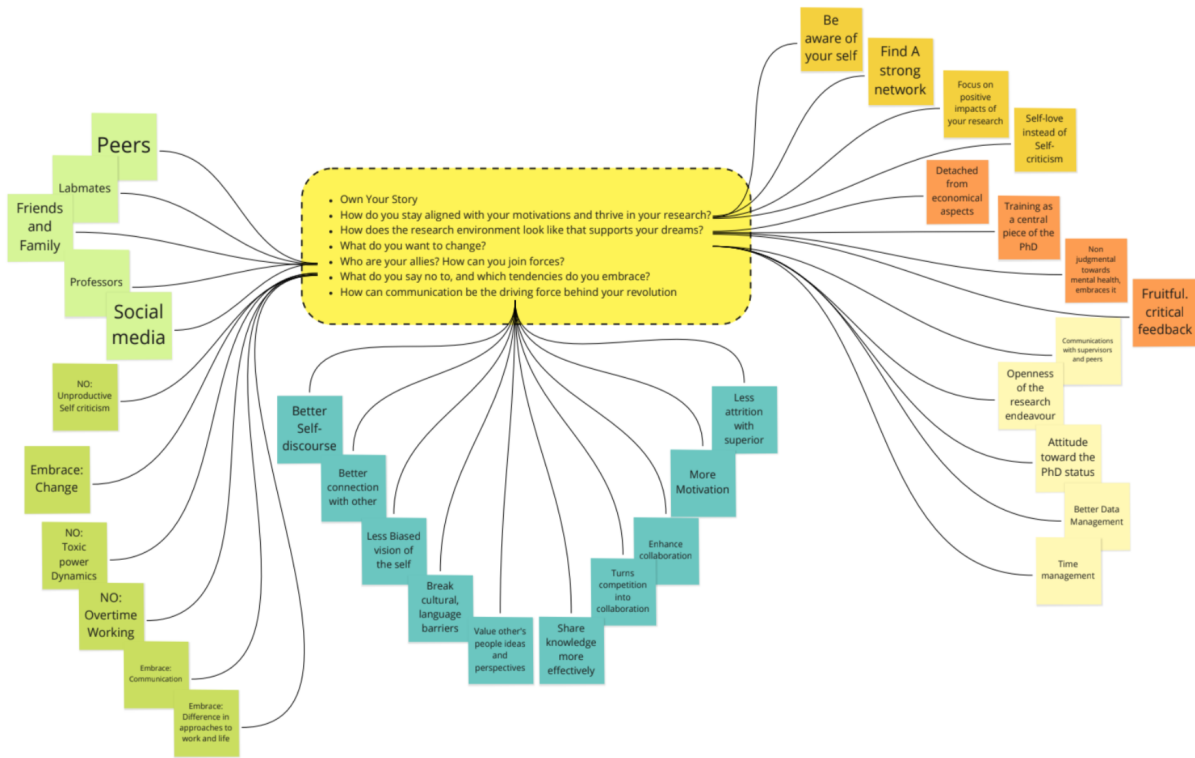 Be
aware of
your self
Find A
strong
network
Focus on
positive
impacts of
your research
Self-love
instead of
Self-
criticism
Peers
Labmates
Friends
and
Family
Professors
Social
media
• Own Your Story
• How do you stay aligned with your motivations and thrive in your research?
• How does the research environment look like that supports your dreams?
• What do you want to change?
• Who are your allies? How can you join forces?
• What do you say no to, and which tendencies do you embrace?
• How can communication be the driving force behind your revolution
Detached
from
economical
aspects
Training as
a central
piece of the
PhD
Non
judgmental
towards
mental health,
embraces it
Fruitful.
critical
feedback
Communications
with supervisors
and peers
Openness
of the
research
endeavour
Attitude
toward the
PhD status
Better Data
Management
Time
management
NO:
Unproductive
Self criticism
Embrace:
Change
NO:
Toxic
power
Dynamics
NO:
Overtime
Working
Embrace:
Communication
Embrace:
Difference in
approaches to
work and life
Better
Self-
discourse
Better
connection
with other
Less Biased
vision of
the self
Break
cultural,
language
barriers
Value other's
people ideas
and
perspectives
Share
knowledge
more
effectively
Turns
competition
into
collaboration
Enhance
collaboration
More
Motivation
Less
attrition
with
superior